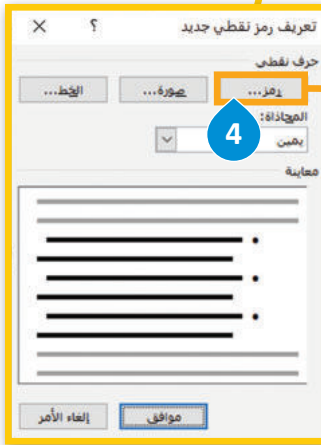 تعريف رمز نقطي جديد ؟ ×
حرف نقطي
رمز... صورة... الخط...
المحاذاة:
يمين
4
معاينة
موافق إلغاء الأمر